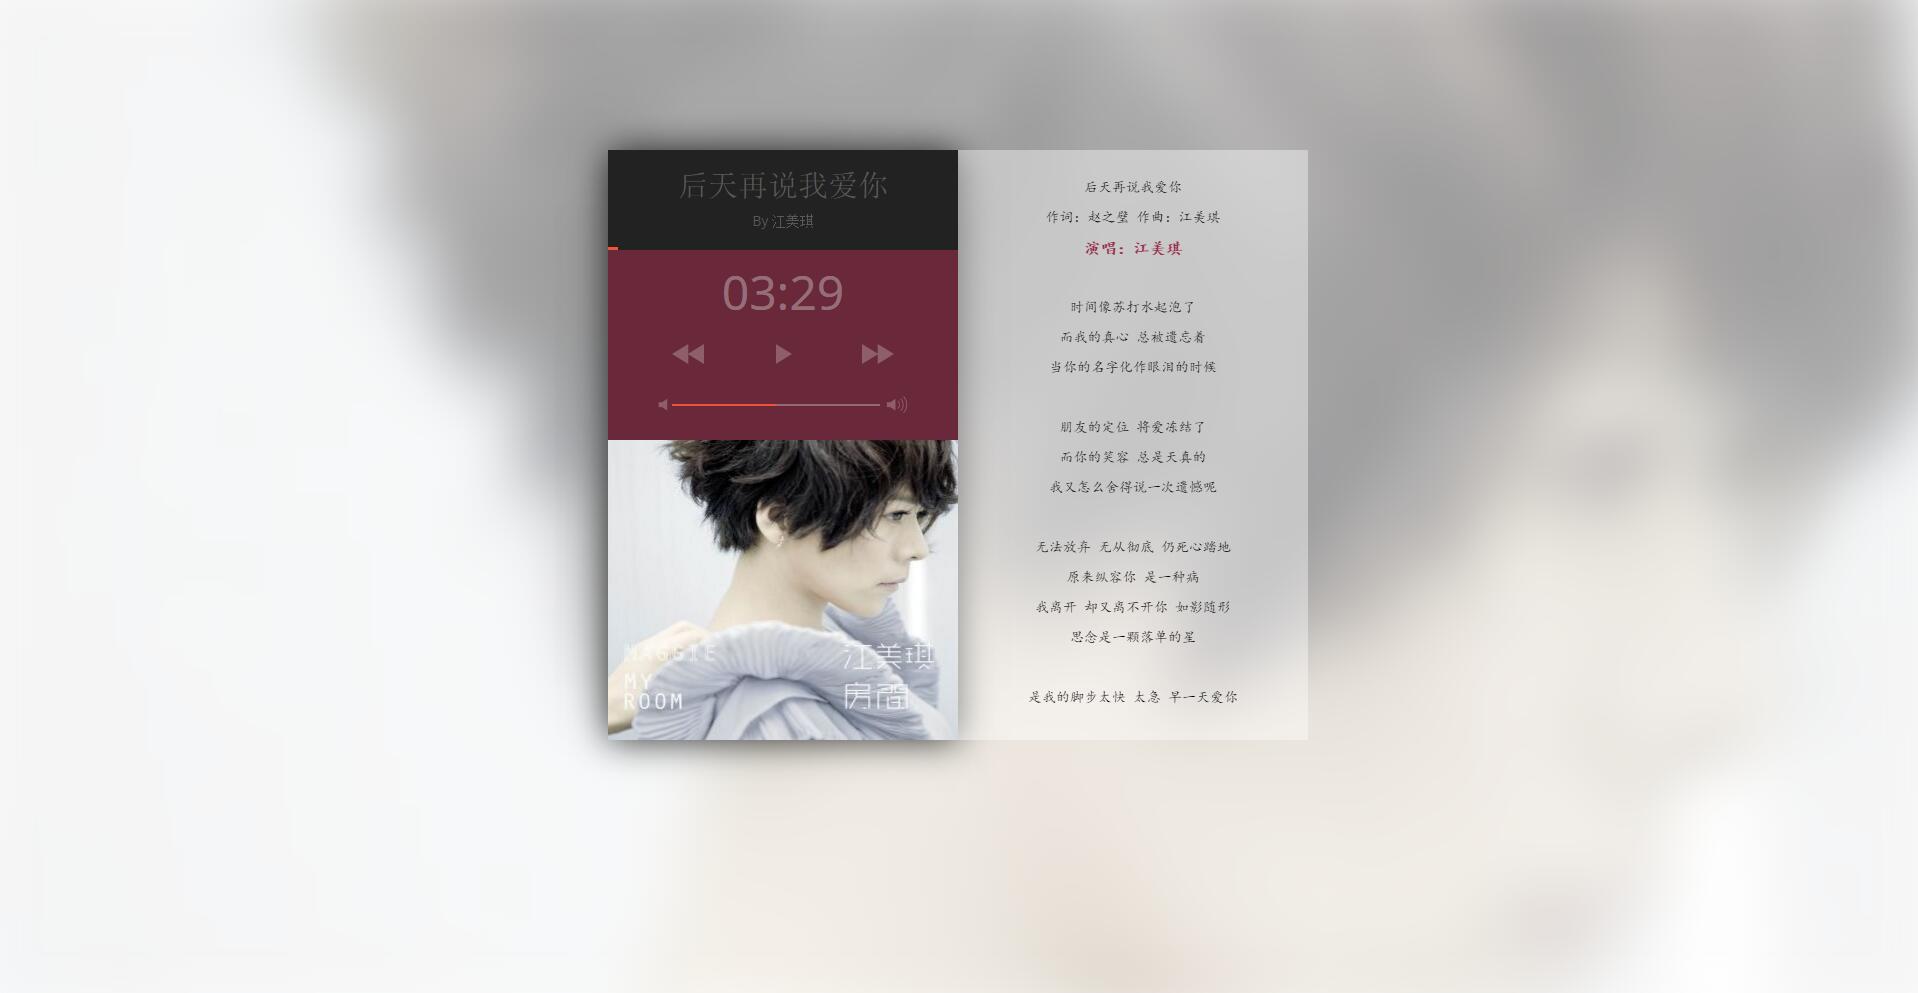 后天再说我爱你
By 江美琪
03:29
MAGGIE
MY
ROOM
江美琪
房間
后天再说我爱你
作词：赵之璧 作曲：江美琪
演唱：江美琪
时间像苏打水起泡了
而我的真心 总被遗忘着
当你的名字化作眼泪的时候
朋友的定位 将爱冻结了
而你的笑容 总是天真的
我又怎么舍得说一次遗憾呢
无法放弃 无从彻底 仍死心踏地
原来纵容你 是一种病
我离开 却又离不开你 如影随形
思念是一颗落单的星
是我的脚步太快 太急 早一天爱你